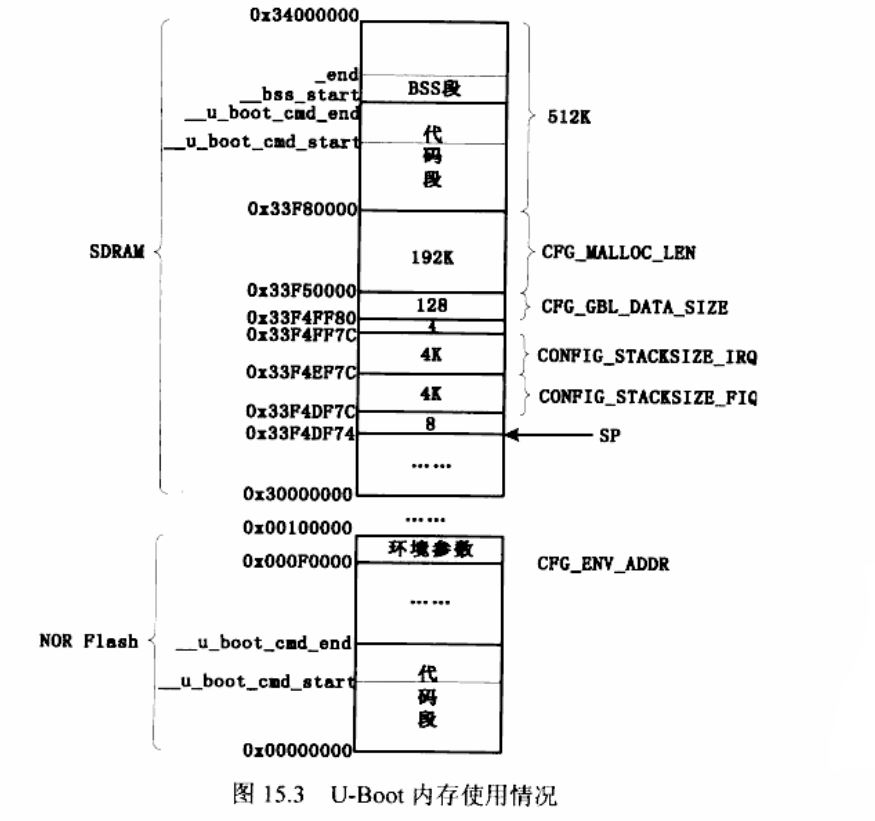 0x34000000
_end
BSS段
__bss_start
__u_boot_cmd_end
512K
__u_boot_cmd_start
代
码
段
0x33F80000
SDRAM
192K
CFG_MALLOC_LEN
0x33F50000
128
CFG_GBL_DATA_SIZE
0x33F4FF80
4
0x33F4FF7C
4K
CONFIG_STACKSIZE_IRQ
0x33F4EF7C
4K
CONFIG_STACKSIZE_FIQ
0x33F4DF7C
8
0x33F4DF74
SP
……
0x30000000
……
0x00100000
环境参数
0x000F0000
CFG_ENV_ADDR
……
NOR Flash
__u_boot_cmd_end
__u_boot_cmd_start
代
码
段
0x00000000
图 15.3 U-Boot 内存使用情况